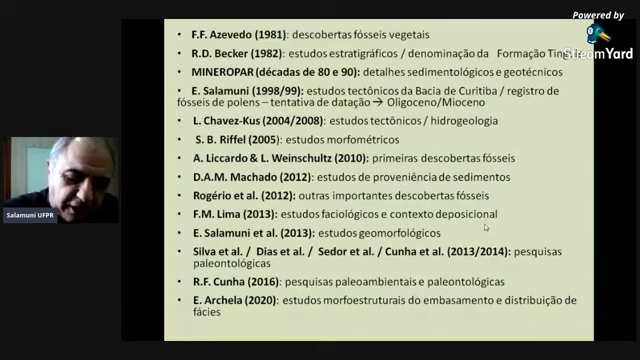 Powered by
StreamYard
• F.F. Azevedo (1981): descobertas fósseis vegetais
• R.D. Becker (1982): estudos estratigráficos / denominação da Formação
• MINEROPAR (décadas de 80 e 90): detalhes sedimentológicos e geotécnicos
• E. Salamuni (1998/99): estudos tectônicos da Bacia de Curitiba / registro de
fósseis de polens – tentativa de datação → Oligoceno/Mioceno
• L. Chavez-Kus (2004/2008): estudos tectônicos / hidrogeologia
• S. B. Riffel (2005): estudos morfométricos
• A. Liccardo & L. Weinschultz (2010): primeiras descobertas fósseis
• D.A.M. Machado (2012): estudos de proveniência de sedimentos
• Rogério et al. (2012): outras importantes descobertas fósseis
• F.M. Lima (2013): estudos faciológicos e contexto deposicional
• E. Salamuni et al. (2013): estudos geomorfológicos
• Silva et al. / Dias et al. / Sedor et al. / Cunha et al. (2013/2014): pesquisas
paleontológicas
• R.F. Cunha (2016): pesquisas paleoambientais e paleontológicas
• E. Archela (2020): estudos morfoestruturais do embasamento e distribuição de
fácies
Salamuni UFPR